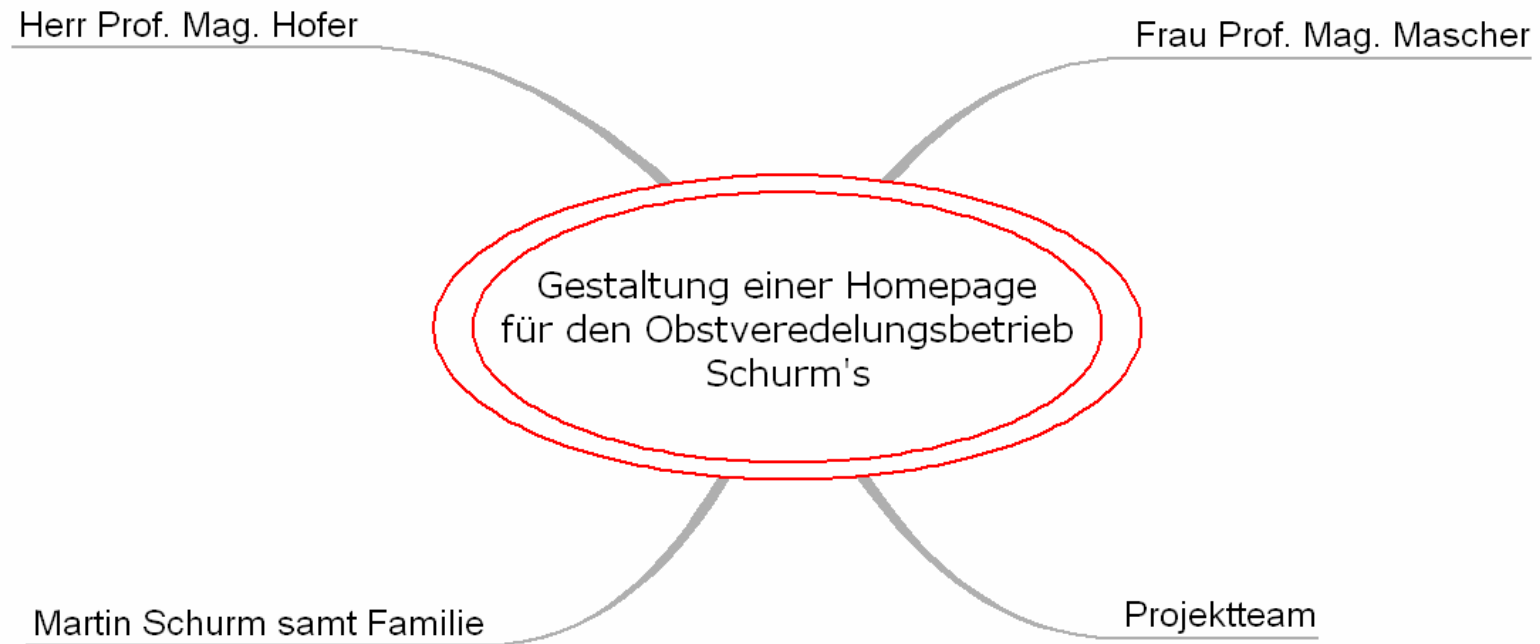 Herr Prof. Mag. Hofer
Frau Prof. Mag. Mascher
Gestaltung einer Homepage
für den Obstveredelungsbetrieb
Schurm's
Martin Schurm samt Familie
Projektteam